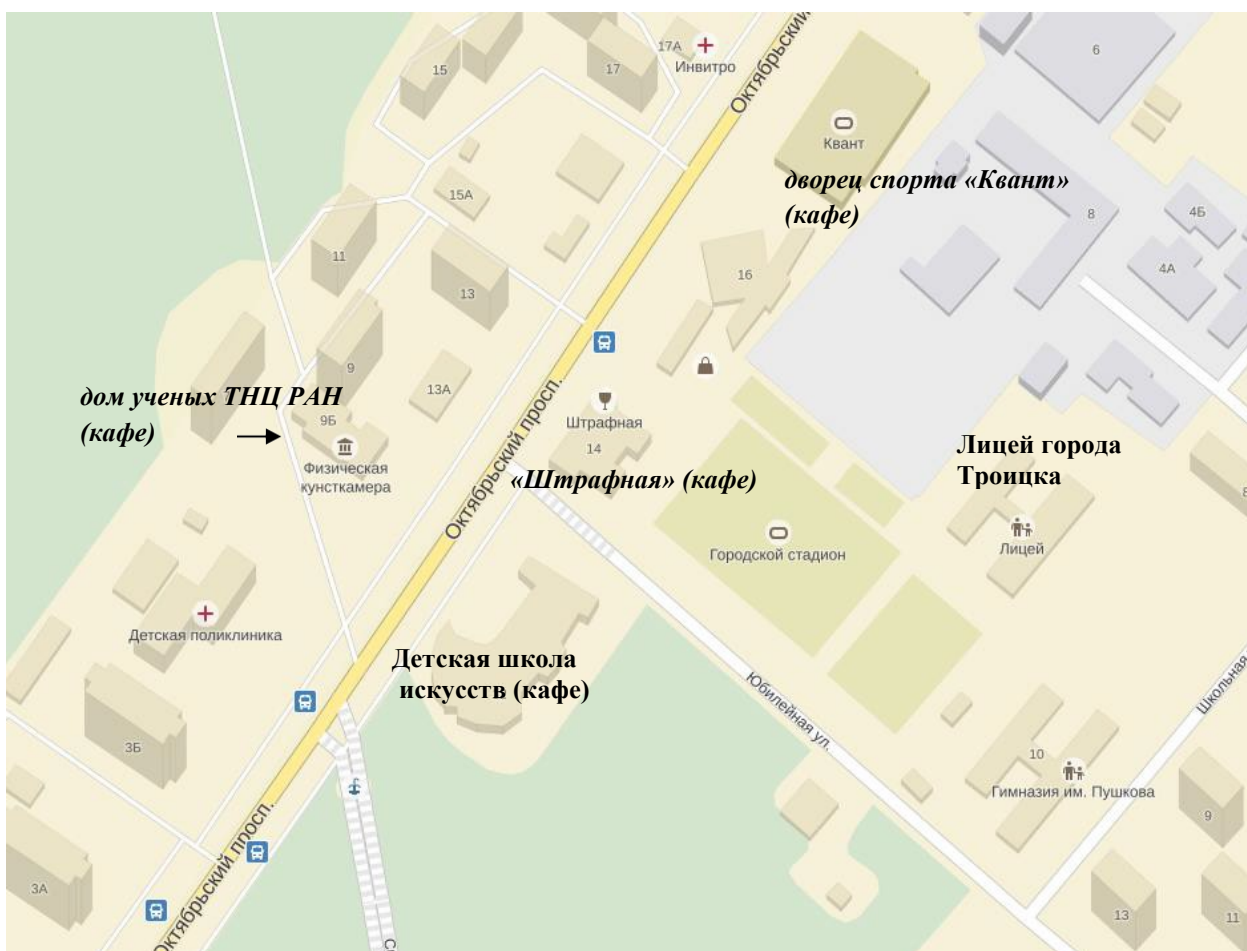 17А
Инвитро
15
17
6
Октябрьский
Квант
дворец спорта «Квант»
(кафе)
15А
8
4Б
4А
11
13
16
9
13А
дом ученых ТНЦ РАН
(кафе)
9Б
Физическая
кунсткамера
Октябрьский просп.
Штрафная
14
«Штрафная» (кафе)
Лицей города
Троицка
Лицей
Городской стадион
Детская поликлиника
Детская школа
искусств (кафе)
Юбилейная ул.
Школьная
3Б
10
Гимназия им. Пушкова
9
3А
Октябрьский просп.
13
11